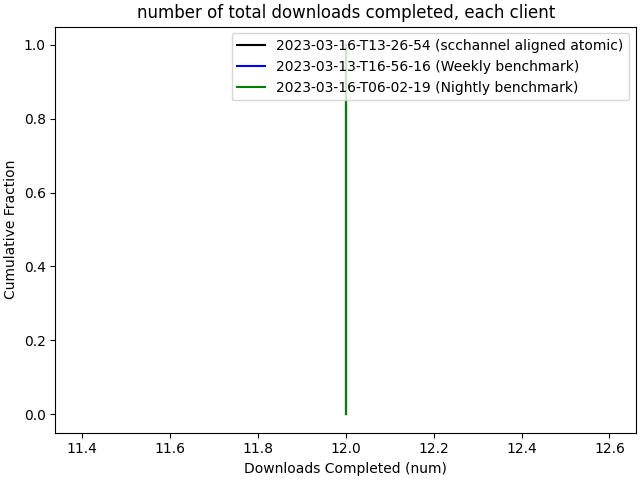 number of total downloads completed, each client
1.0
0.8
0.6
0.4
0.2
0.0
Cumulative Fraction
2023-03-16-T13-26-54 (scchannel aligned atomic)
2023-03-13-T16-56-16 (Weekly benchmark)
2023-03-16-T06-02-19 (Nightly benchmark)
11.4 11.6 11.8 12.0 12.2 12.4 12.6
Downloads Completed (num)